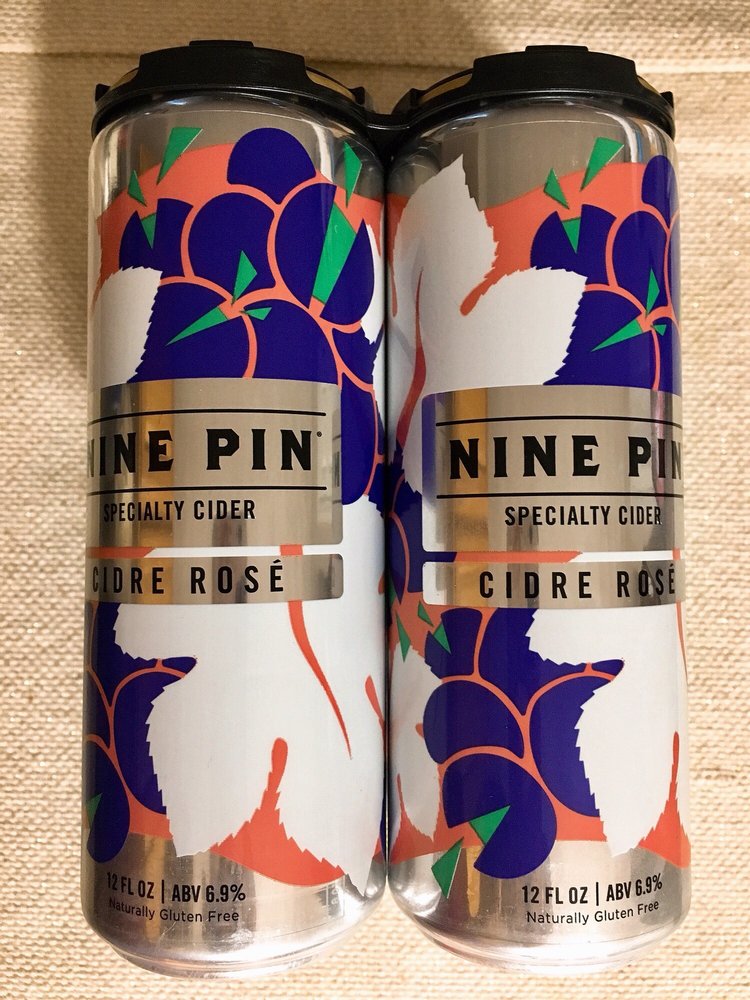 NINE PIN
SPECIALTY CIDER
CIDRE ROSÉ
12 FL OZ | ABV 6.9%
Naturally Gluten Free
NINE PIN
SPECIALTY CIDER
CIDRE ROSÉ
12 FL OZ | ABV 6.9%
Naturally Gluten Free